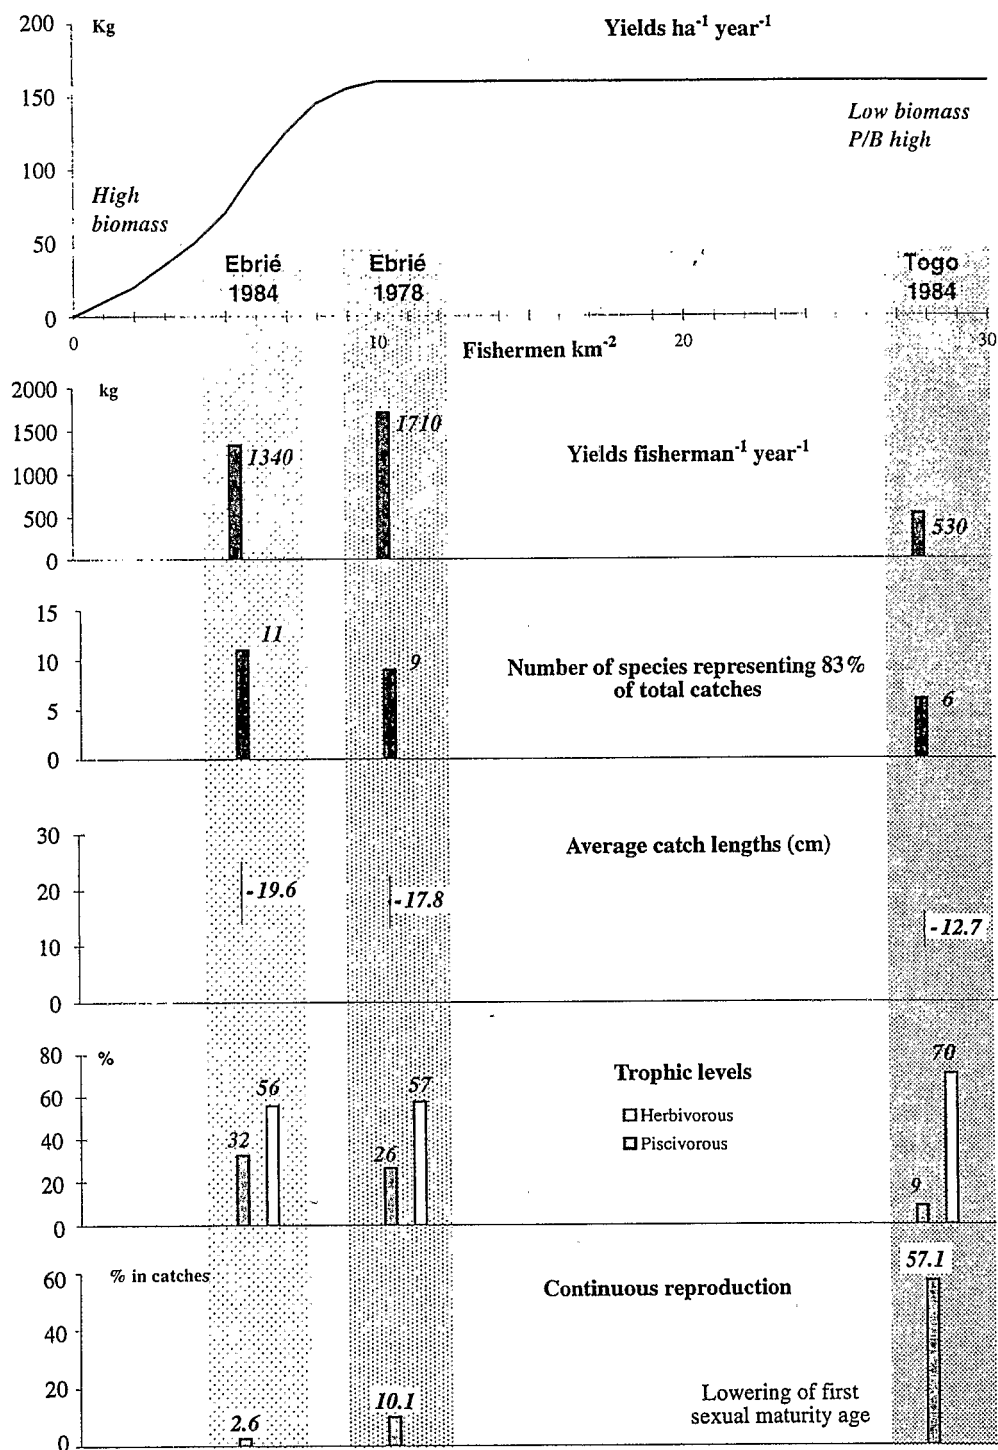 200
Kg
Yields ha-1 year-1
150
Low biomass
P/B high
100
High
biomass
50
Ebrié
1984
Ebrié
1978
Togo
1984
0
0
10
Fishermen km-2
20
30
2000
kg
1500
1710
1340
Yields fisherman-1 year-1
1000
500
530
0
15
11
10
9
Number of species representing 83%
of total catches
5
6
0
30
Average catch lengths (cm)
20
-19.6
-17.8
10
-12.7
0
80
%
70
Trophic levels
60
56
57
Herbivorous
40
32
26
Piscivorous
20
9
0
60
% in catches
57.1
Continuous reproduction
40
20
Lowering of first
sexual maturity age
2.6
10.1
0